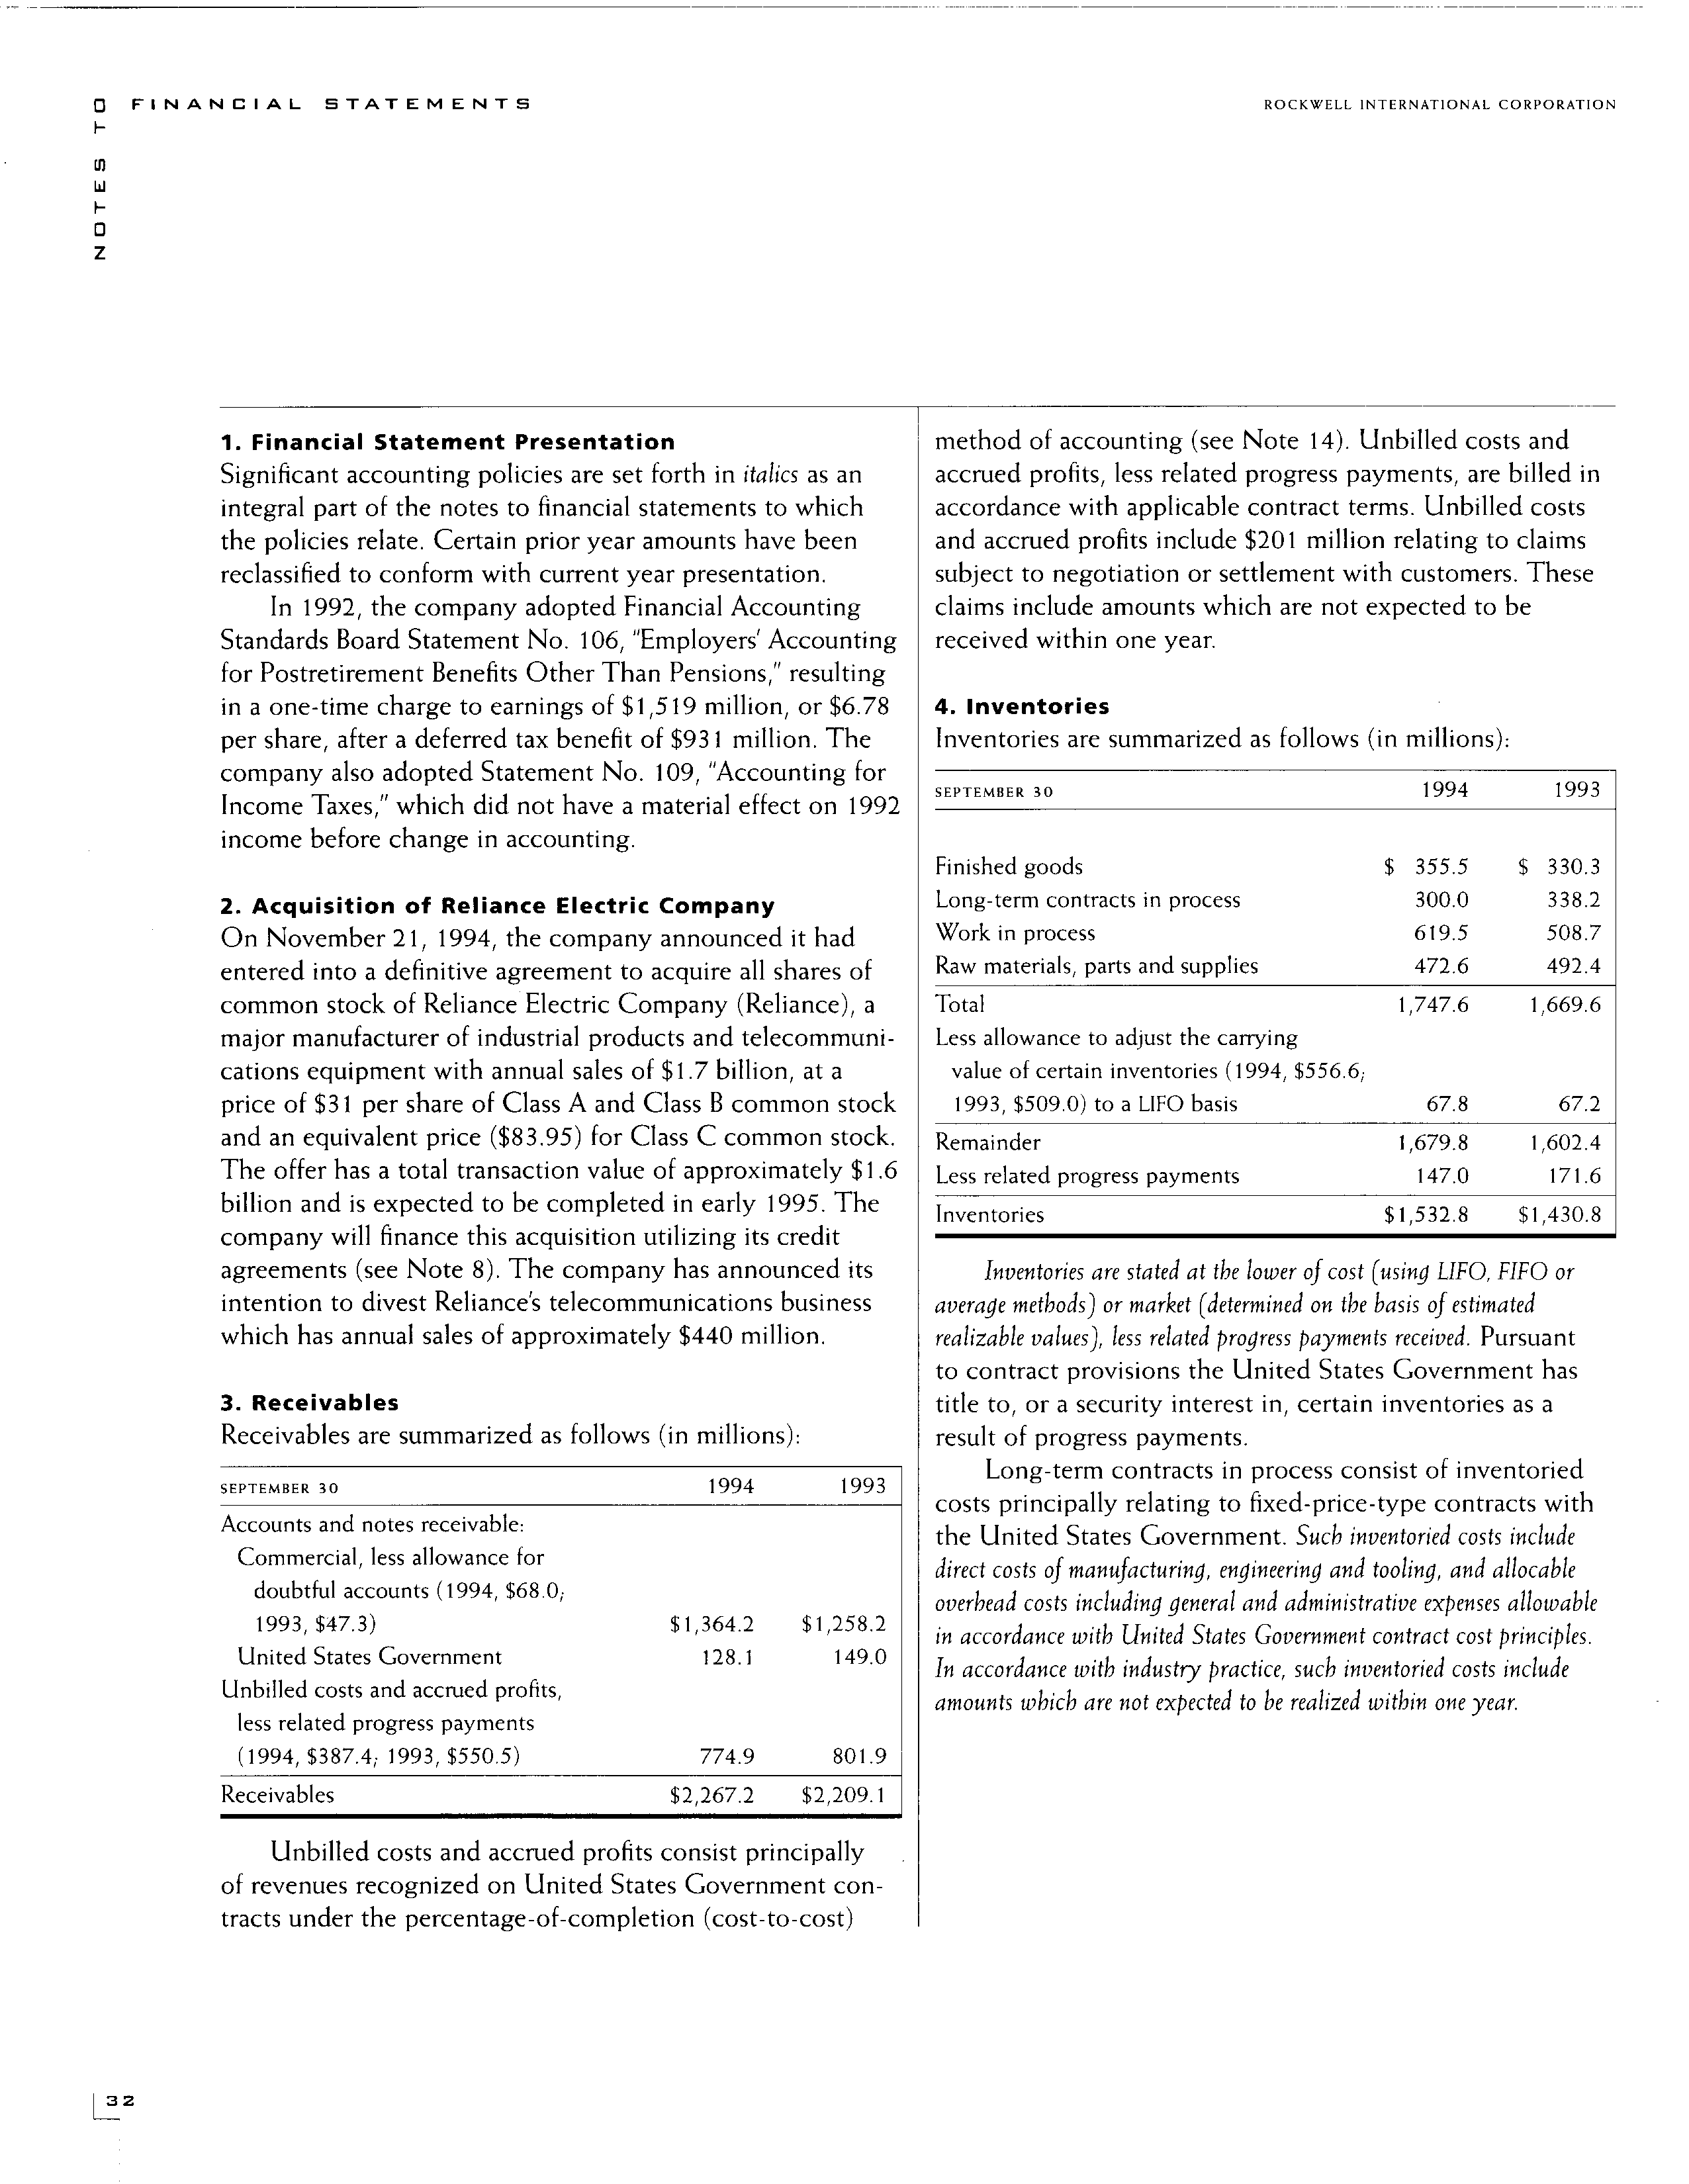 NOTES TO FINANCIAL STATEMENTS
ROCKWELL INTERNATIONAL CORPORATION
1. Financial Statement Presentation
Significant accounting policies are set forth in italics as an
integral part of the notes to financial statements to which
the policies relate. Certain prior year amounts have been
reclassified to conform with current year presentation.
In 1992, the company adopted Financial Accounting
Standards Board Statement No. 106, "Employers' Accounting
for Postretirement Benefits Other Than Pensions," resulting
in a one-time charge to earnings of $1,519 million, or $6.78
per share, after a deferred tax benefit of $931 million. The
company also adopted Statement No. 109, "Accounting for
Income Taxes," which did not have a material effect on 1992
income before change in accounting.
2. Acquisition of Reliance Electric Company
On November 21, 1994, the company announced it had
entered into a definitive agreement to acquire all shares of
common stock of Reliance Electric Company (Reliance), a
major manufacturer of industrial products and telecommuni-
cations equipment with annual sales of $1.7 billion, at a
price of $31 per share of Class A and Class B common stock
and an equivalent price ($83.95) for Class C common stock.
The offer has a total transaction value of approximately $1.6
billion and is expected to be completed in early 1995. The
company will finance this acquisition utilizing its credit
agreements (see Note 8). The company has announced its
intention to divest Reliance's telecommunications business
which has annual sales of approximately $440 million.
3. Receivables
Receivables are summarized as follows (in millions):
SEPTEMBER 30 1994 1993
Accounts and notes receivable:
Commercial, less allowance for
doubtful accounts (1994, $68.0;
1993, $47.3) $1,364.2 $1,258.2
United States Government 128.1 149.0
Unbilled costs and accrued profits,
less related progress payments
(1994, $387.4; 1993, $550.5) 774.9 801.9
Receivables $2,267.2 $2,209.1
Unbilled costs and accrued profits consist principally
of revenues recognized on United States Government con-
tracts under the percentage-of-completion (cost-to-cost)
method of accounting (see Note 14). Unbilled costs and
accrued profits, less related progress payments, are billed in
accordance with applicable contract terms. Unbilled costs
and accrued profits include $201 million relating to claims
subject to negotiation or settlement with customers. These
claims include amounts which are not expected to be
received within one year.
4. Inventories
Inventories are summarized as follows (in millions):
SEPTEMBER 30 1994 1993
Finished goods $ 355.5 $ 330.3
Long-term contracts in process 300.0 338.2
Work in process 619.5 508.7
Raw materials, parts and supplies 472.6 492.4
Total 1,747.6 1,669.6
Less allowance to adjust the carrying
value of certain inventories (1994, $556.6;
1993, $509.0) to a LIFO basis 67.8 67.2
Remainder 1,679.8 1,602.4
Less related progress payments 147.0 171.6
Inventories $1,532.8 $1,430.8
Inventories are stated at the lower of cost (using LIFO, FIFO or
average methods) or market (determined on the basis of estimated
realizable values), less related progress payments received. Pursuant
to contract provisions the United States Government has
title to, or a security interest in, certain inventories as a
result of progress payments.
Long-term contracts in process consist of inventoried
costs principally relating to fixed-price-type contracts with
the United States Government. Such inventoried costs include
direct costs of manufacturing, engineering and tooling, and allocable
overhead costs including general and administrative expenses allowable
in accordance with United States Government contract cost principles.
In accordance with industry practice, such inventoried costs include
amounts which are not expected to be realized within one year.
32